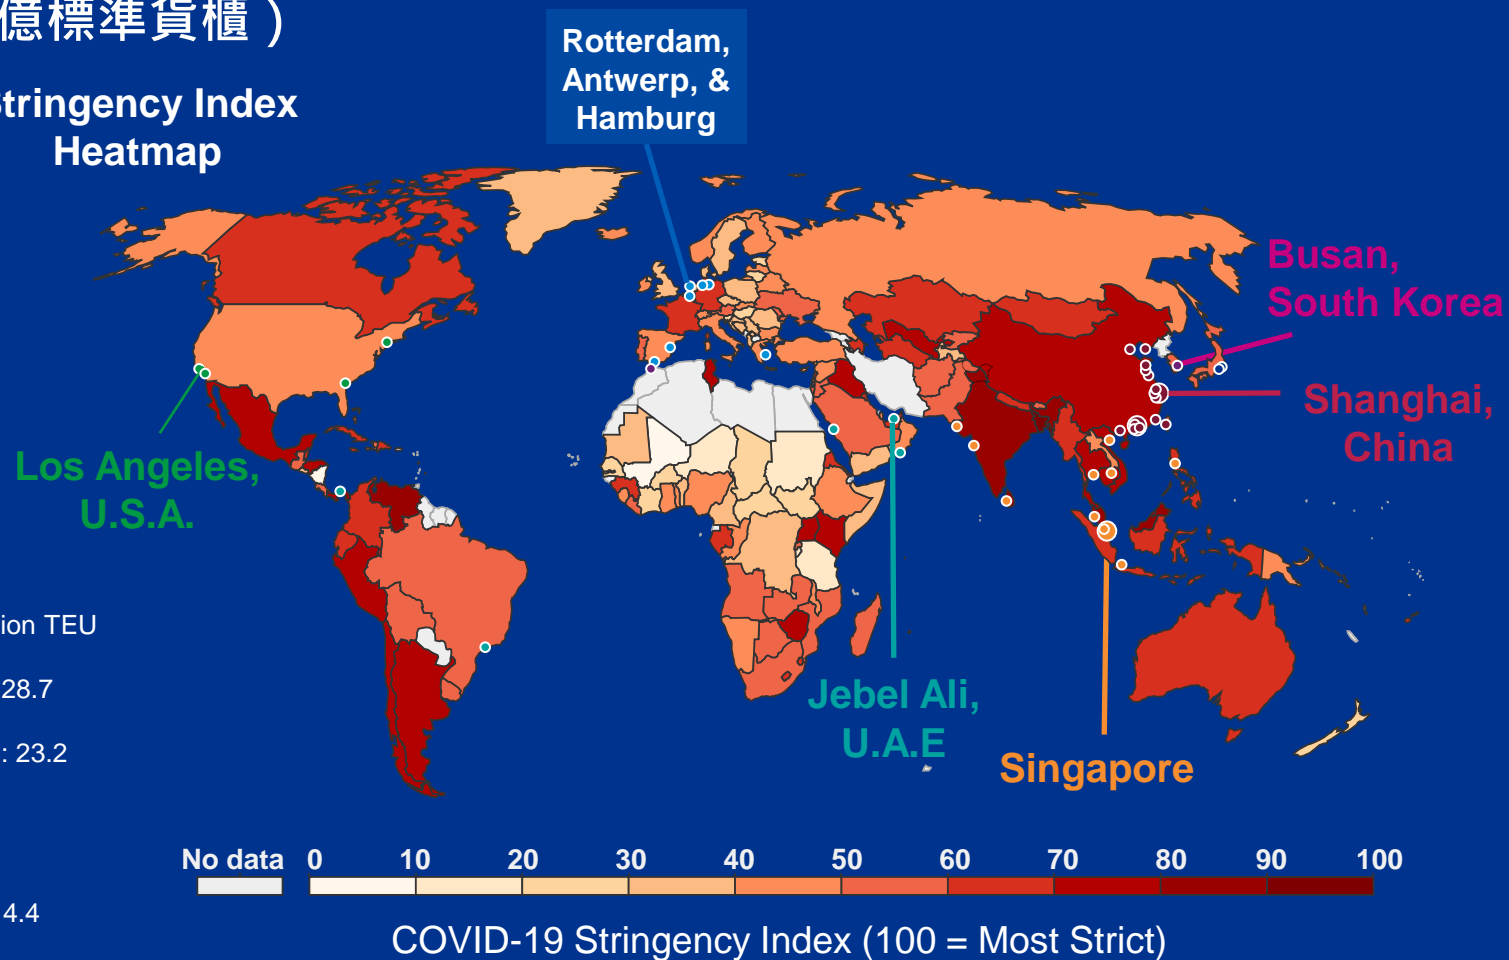 億標準貨櫃）
Stringency Index
Heatmap
Rotterdam,
Antwerp, &
Hamburg
Busan,
South Korea
Shanghai,
China
Los Angeles,
U.S.A.
ion TEU
28.7
: 23.2
4.4
Jebel Ali,
U.A.E
Singapore
No data 0 10 20 30 40 50 60 70 80 90 100
COVID-19 Stringency Index (100 = Most Strict)